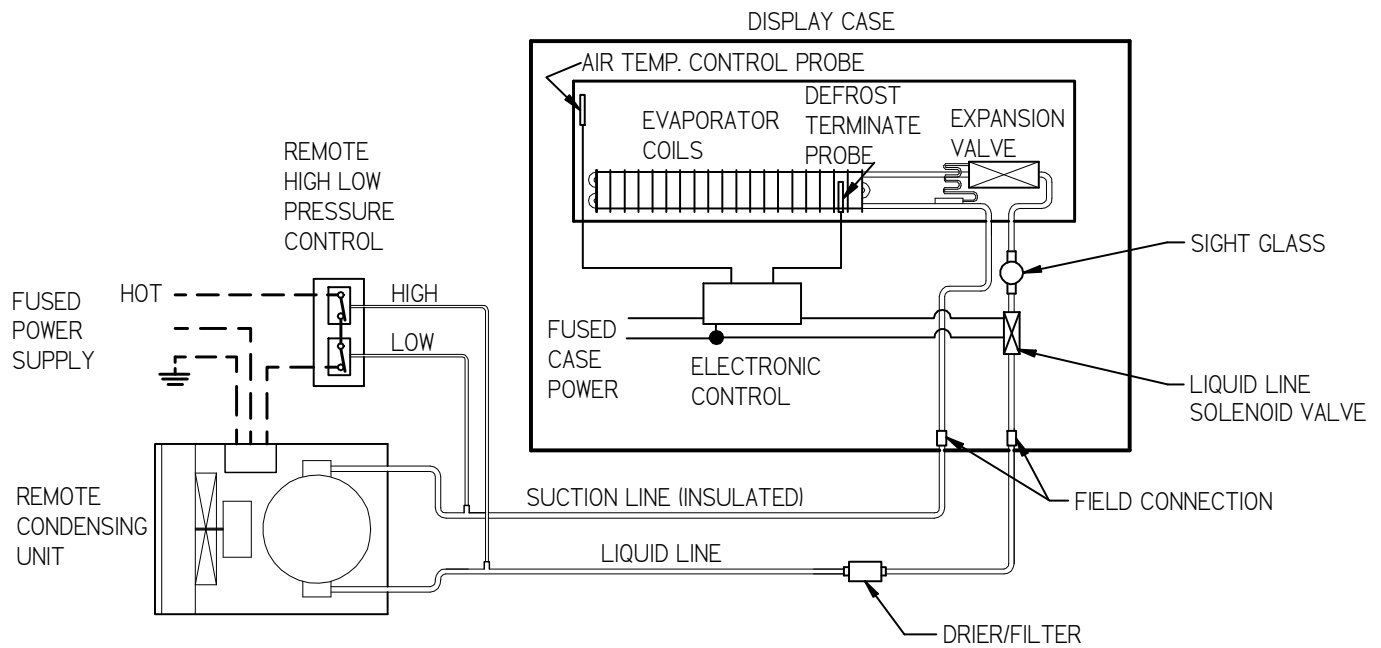 DISPLAY CASE
AIR TEMP. CONTROL PROBE
DEFROST
TERMINATE
PROBE
EVAPORATOR
COILS
EXPANSION
VALVE
REMOTE
HIGH LOW
PRESSURE
CONTROL
SIGHT GLASS
HOT
HIGH
FUSED
POWER
SUPPLY
LOW
FUSED
CASE
POWER
ELECTRONIC
CONTROL
LIQUID LINE
SOLENOID VALVE
REMOTE
CONDENSING
UNIT
SUCTION LINE (INSULATED)
FIELD CONNECTION
LIQUID LINE
DRIER/FILTER